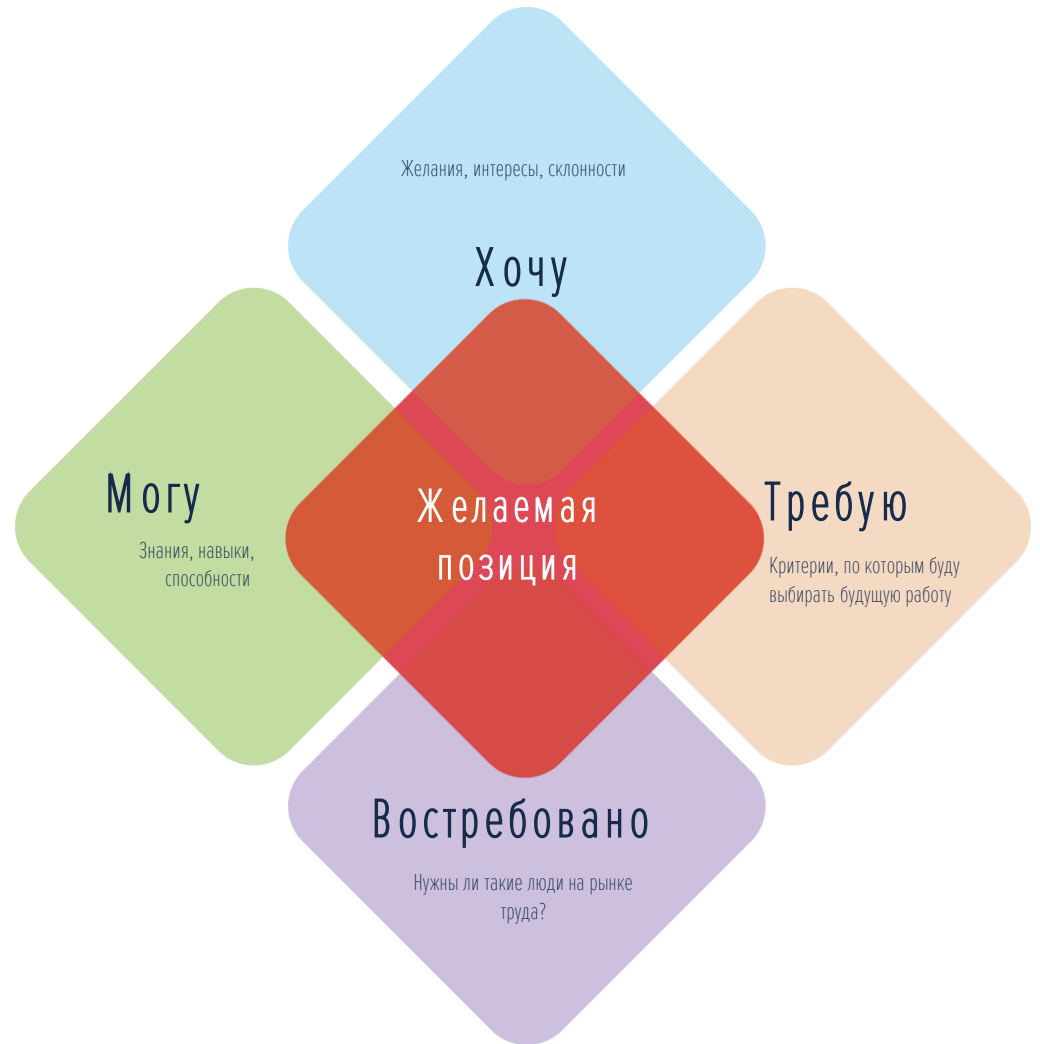 Желания, интересы, склонности
Хочу
Могу
Знания, навыки,
способности
Желаемая
позиция
Требую
Критерии, по которым буду
выбирать будущую работу
Востребовано
Нужны ли такие люди на рынке
труда?